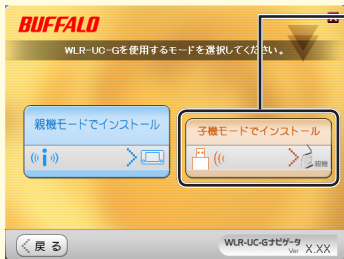 BUFFALO
WLR-UC-Gを使用するモードを選択してください。
親機モードでインストール
子機モードでインストール
親機
戻る
WLR-UC-Gナビゲータ
Ver X.XX